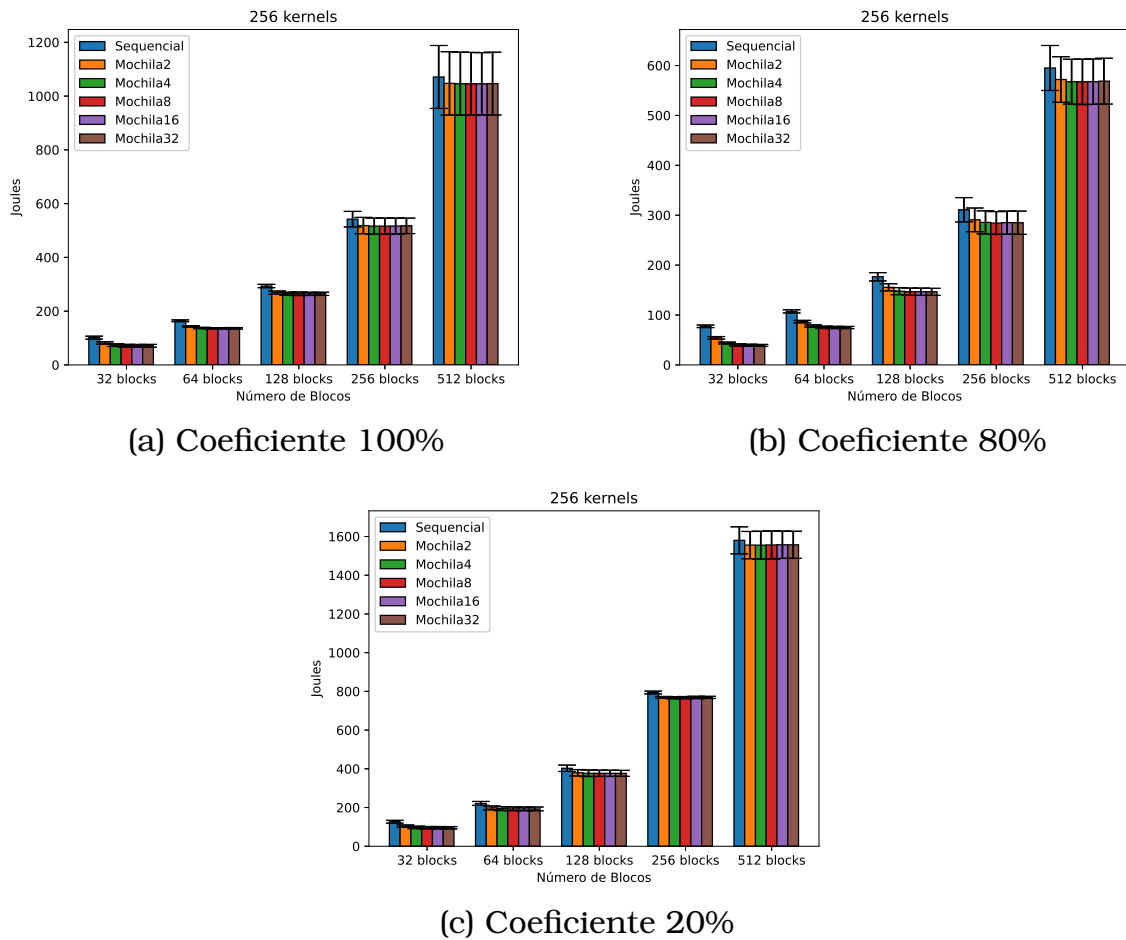 256 kernels
1200
1000
800
600
400
200
0
Joules
Sequencial
Mochila2
Mochila4
Mochila8
Mochila16
Mochila32
32 blocks 64 blocks 128 blocks 256 blocks 512 blocks
Número de Blocos
(a) Coeficiente 100%
256 kernels
600
500
400
300
200
100
0
Joules
Sequencial
Mochila2
Mochila4
Mochila8
Mochila16
Mochila32
32 blocks 64 blocks 128 blocks 256 blocks 512 blocks
Número de Blocos
(b) Coeficiente 80%
256 kernels
1600
1400
1200
1000
800
600
400
200
0
Joules
Sequencial
Mochila2
Mochila4
Mochila8
Mochila16
Mochila32
32 blocks 64 blocks 128 blocks 256 blocks 512 blocks
Número de Blocos
(c) Coeficiente 20%